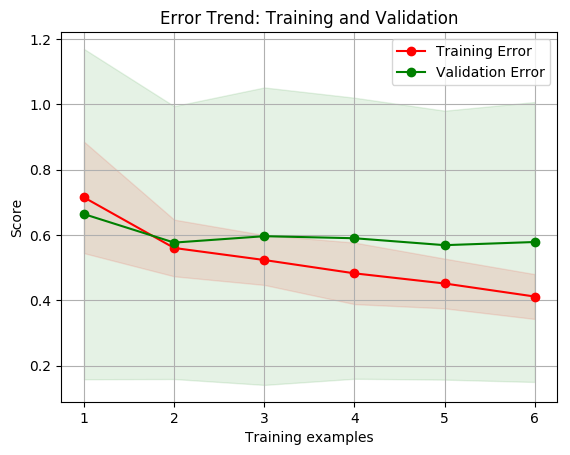 Error Trend: Training and Validation
Training Error
Validation Error
Score
1.2
1.0
0.8
0.6
0.4
0.2
1 2 3 4 5 6
Training examples